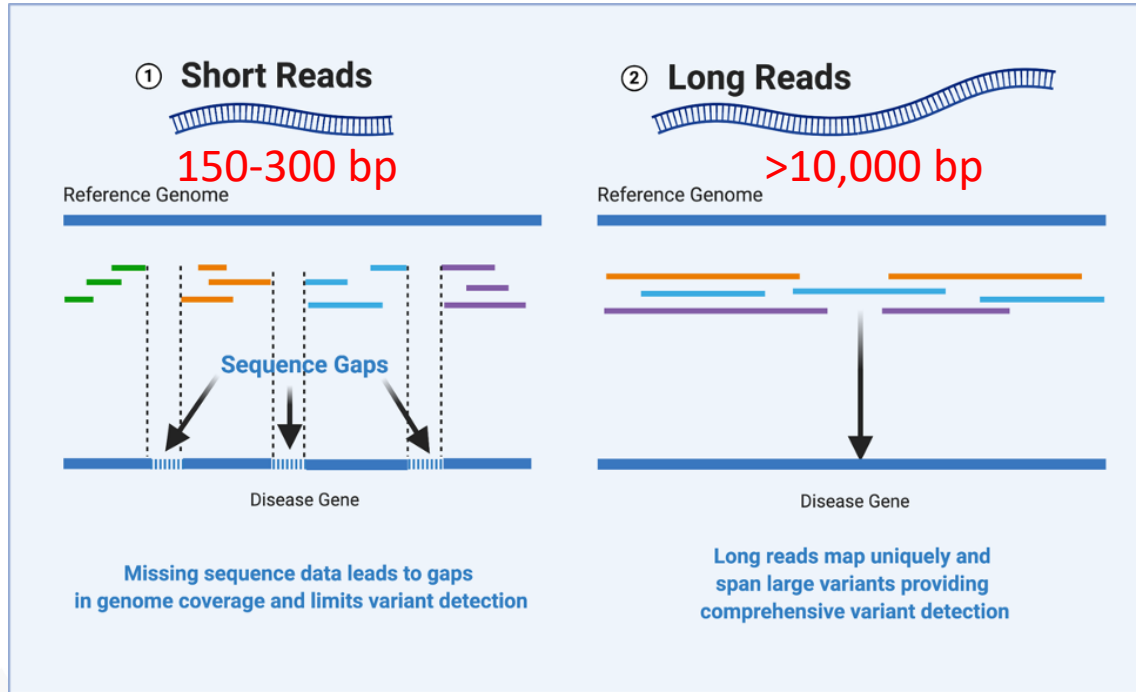 ① Short Reads
150-300 bp
Reference Genome
Sequence Gaps
Disease Gene
Missing sequence data leads to gaps
in genome coverage and limits variant detection
② Long Reads
>10,000 bp
Reference Genome
Disease Gene
Long reads map uniquely and
span large variants providing
comprehensive variant detection